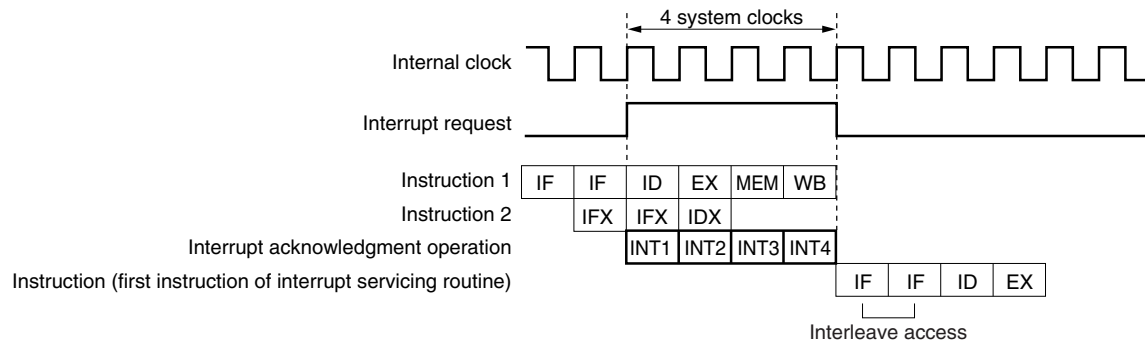 4 system clocks
Internal clock
Interrupt request
Instruction 1 IF IF ID EX MEM WB
Instruction 2 IFX IFX IDX
Interrupt acknowledgment operation INT1 INT2 INT3 INT4
Instruction (first instruction of interrupt servicing routine) IF IF ID EX
Interleave access